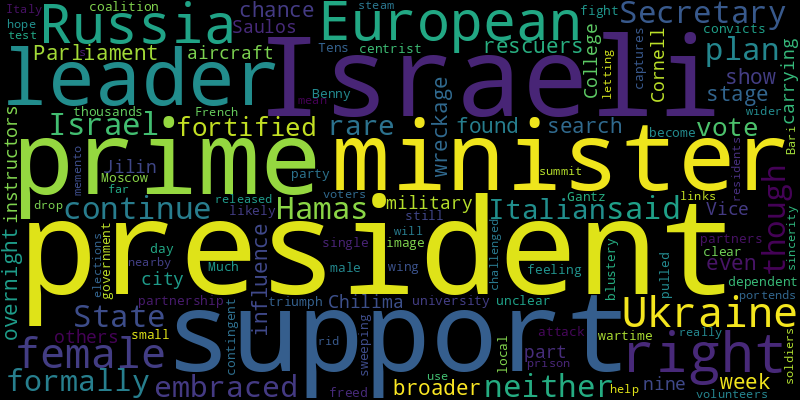 Italy coalition chance European Secretary convicts
hope Russia Saulos fight
test Parliament aircraft Tens centrist rescuers College letting captures Cornell plan carrying
leader Israeli Benny wreckage show
thousands French mean stage wider
instructors Israel fortified rare found search vote Bari
prime minister
memento Jilin Moscow party summit become residents
far drop continue released likely Hamas voters military Italian said Gantz links Vice though
president still will
overnight elections government day influence single image challenged blustery partners clear sincerity
city nearby Much male wing feeling pulled even dependent
partnership triumph Chilima university unclear portends
State contingent support Ukraine
others small rid sweeping attack wartime really
female local part prison right soldiers
formally embraced freed broader use neither help nine week
volunteers
steam